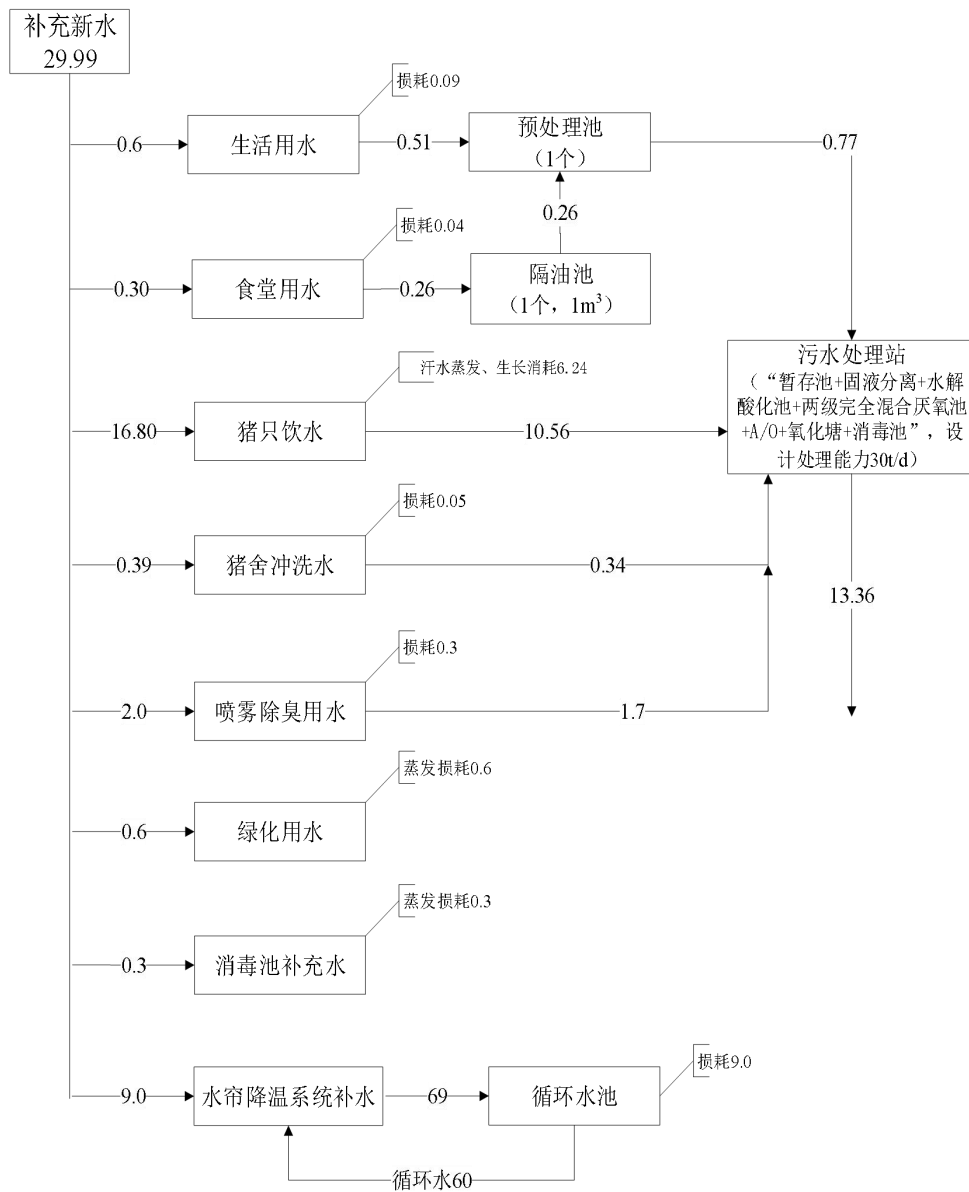 补充新水
29.99
损耗0.09
0.6
生活用水
0.51
预处理池
（1个）
0.77
0.26
损耗0.04
0.30
食堂用水
0.26
隔油池
（1个，1m³）
污水处理站
（“暂存池+固液分离+水解
酸化池+两级完全混合厌氧池
+A/O+氧化塘+消毒池”，设
计处理能力30t/d）
汗水蒸发、生长消耗6.24
16.80
猪只饮水
10.56
损耗0.05
0.39
猪舍冲洗水
0.34
13.36
损耗0.3
2.0
喷雾除臭用水
1.7
蒸发损耗0.6
0.6
绿化用水
蒸发损耗0.3
0.3
消毒池补充水
损耗9.0
9.0
水帘降温系统补水
69
循环水池
循环水60